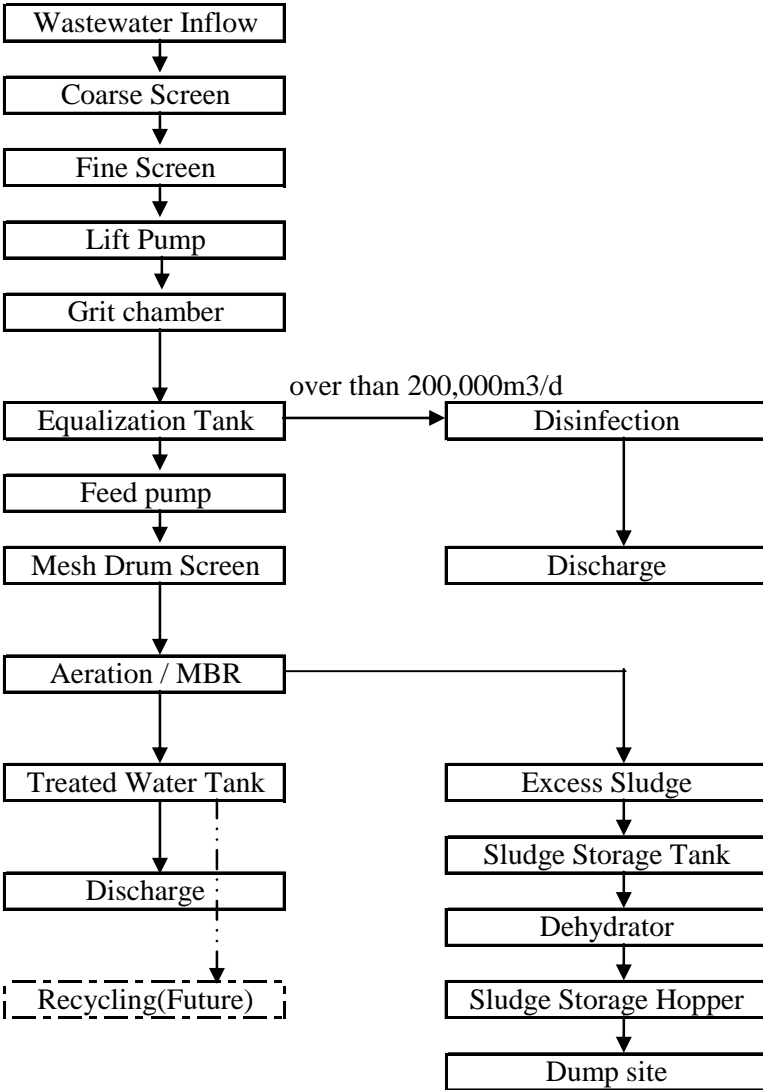 Wastewater Inflow
Coarse Screen
Fine Screen
Lift Pump
Grit chamber
over than 200,000m3/d
Equalization Tank
Disinfection
Feed pump
Mesh Drum Screen
Discharge
Aeration / MBR
Treated Water Tank
Excess Sludge
Sludge Storage Tank
Discharge
Dehydrator
Recycling(Future)
Sludge Storage Hopper
Dump site